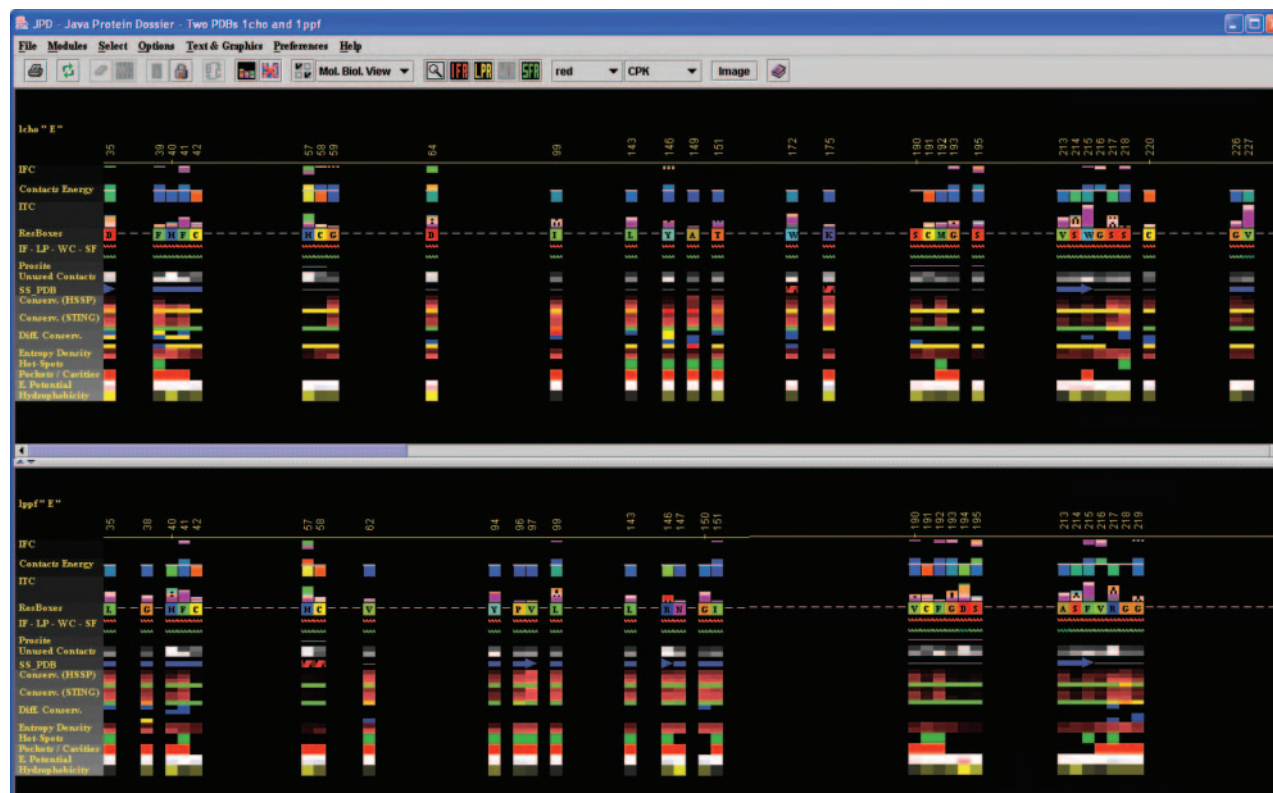 JPD - Java Protein Dossier - Two PDBs 1cho and 1ppf
File Modules Select Options Text & Graphics Preferences Help
Mol. Biol. View IFR LPR SFR red CPK Image
1cho "E"
35 39 40 41 42 57 58 59 64 99 143 146 149 151 172 175 190 191 192 193 195 213 214 215 216 217 218 220 226 227
IFC
Contacts Energy
ITC
ResBoxes D F H F C H C G D I L Y A T W K S C M G S V S W G S S C G V
IF - LP - WC - SF
Prosite
Unused Contacts
SS_PDB
Conserv. (HSSP)
Conserv. (STING)
Diff. Conserv.
Entropy Density
Hot-Spots
Pockets / Cavities
E. Potential
Hydrophobicity
1ppf "E"
35 38 40 41 42 57 58 62 94 96 97 99 143 146 147 150 151 190 191 192 193 194 195 213 214 215 216 217 218 219
IFC
Contacts Energy
ITC
ResBoxes L G H F C H C V Y P V L L R N G I V C F G D S A S F V R G G
IF - LP - WC - SF
Prosite
Unused Contacts
SS_PDB
Conserv. (HSSP)
Conserv. (STING)
Diff. Conserv.
Entropy Density
Hot-Spots
Pockets / Cavities
E. Potential
Hydrophobicity